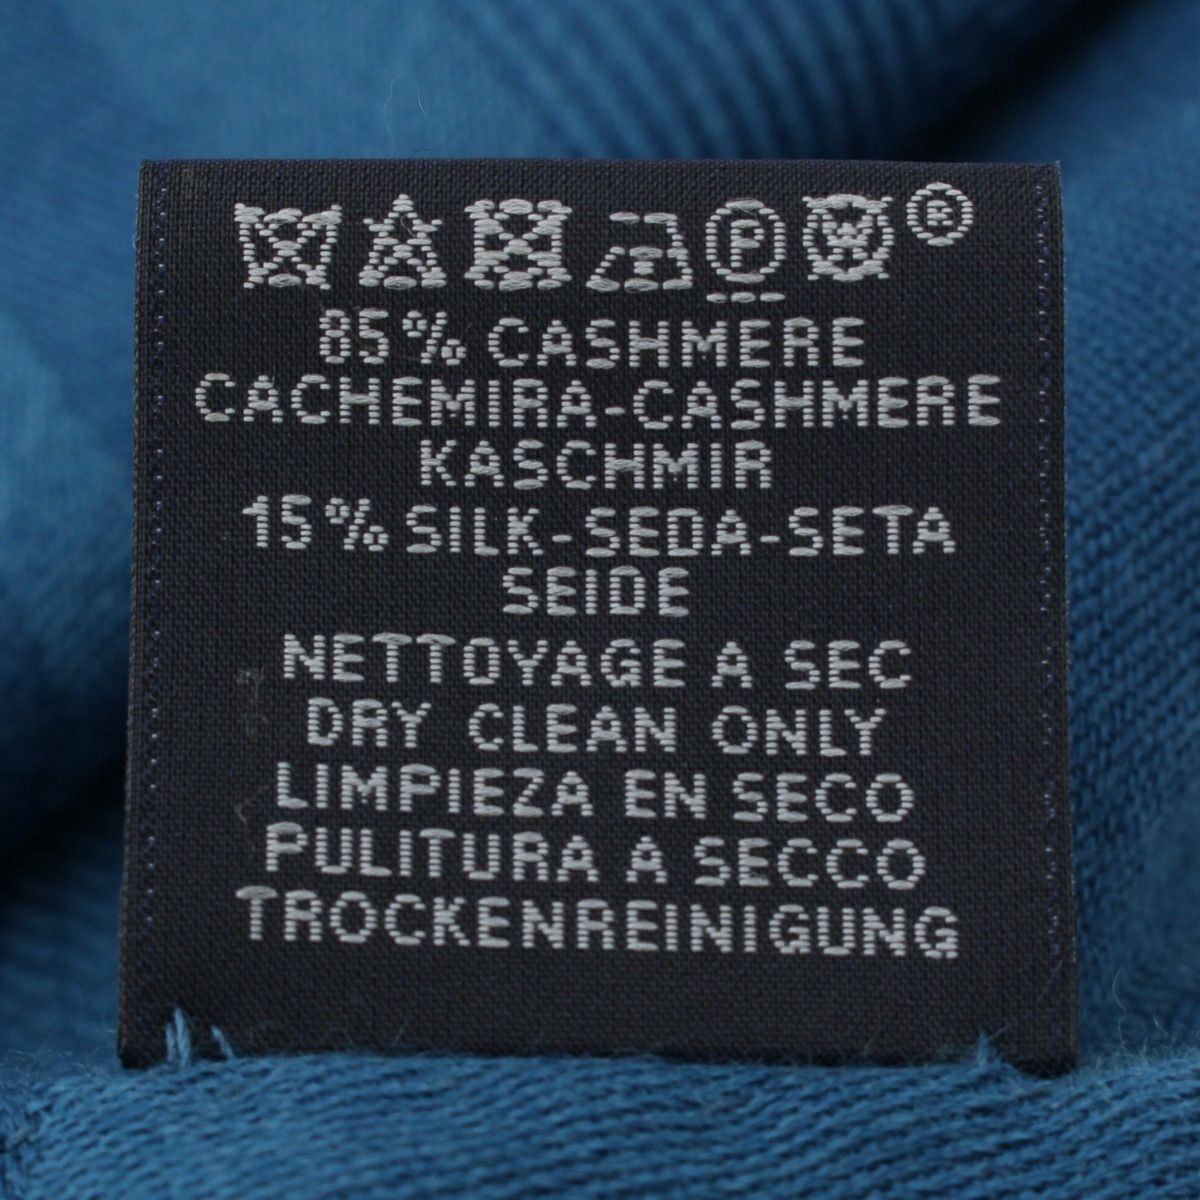 F W ®
85% CASHMERE
CACHEMIRA-CASHMERE
KASCHMIR
15% SILK-SEDA-SETA
SEIDE
NETTOYAGE A SEC
DRY CLEAN ONLY
LIMPIEZA EN SECO
PULITURA A SECCO
TROCKENREINIGUNG